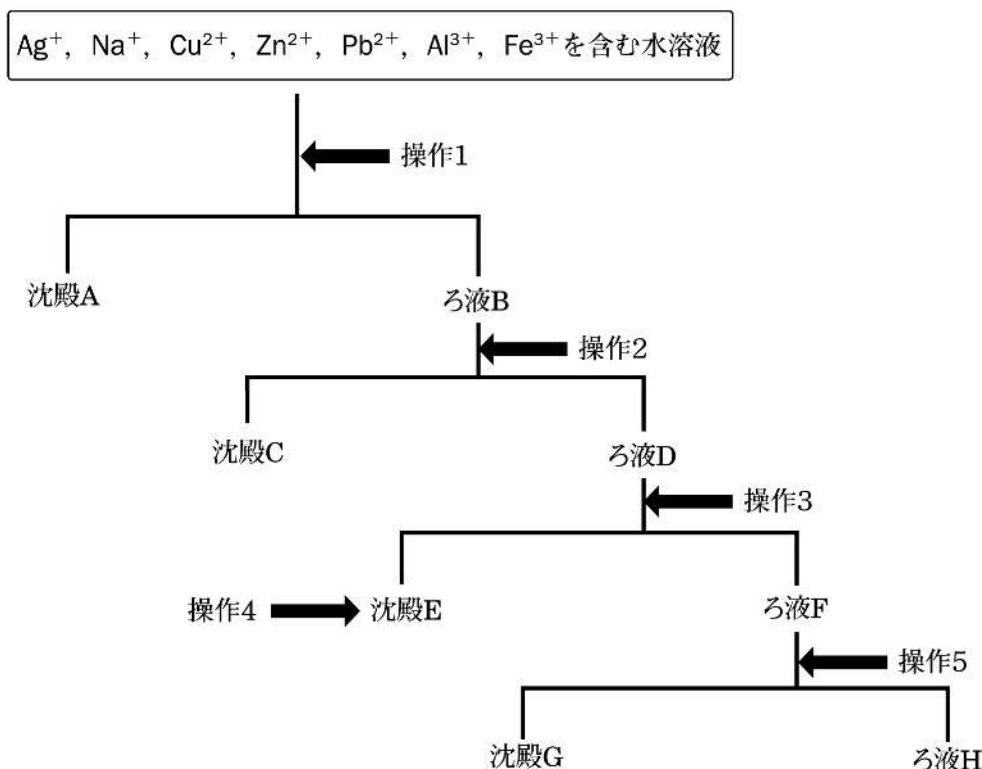 Ag⁺, Na⁺, Cu²⁺, Zn²⁺, Pb²⁺, Al³⁺, Fe³⁺を含む水溶液
操作1
沈殿A
ろ液B
操作2
沈殿C
ろ液D
操作3
操作4
沈殿E
ろ液F
操作5
沈殿G
ろ液H